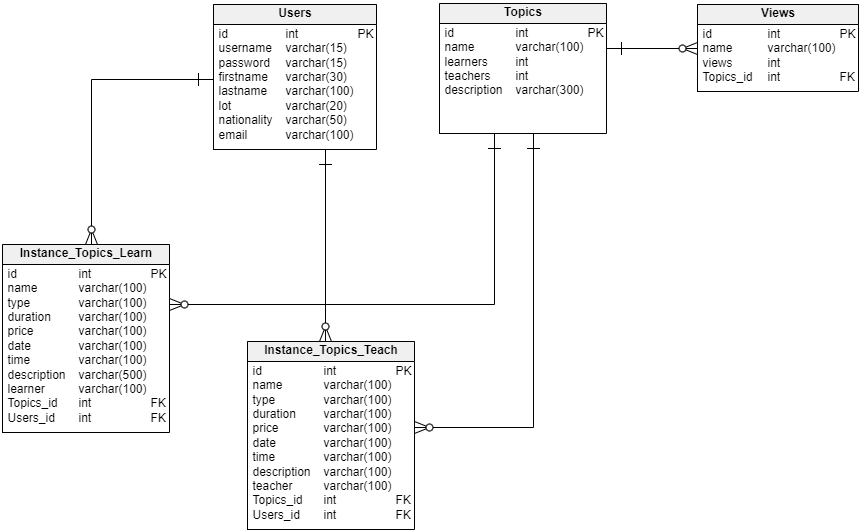 Users
id int PK
username varchar(15)
password varchar(15)
firstname varchar(30)
lastname varchar(100)
lot varchar(20)
nationality varchar(50)
email varchar(100)
Topics
id int PK
name varchar(100)
learners int
teachers int
description varchar(300)
Views
id int PK
name varchar(100)
views int
Topics_id int FK
Instance_Topics_Learn
id int PK
name varchar(100)
type varchar(100)
duration varchar(100)
price varchar(100)
date varchar(100)
time varchar(100)
description varchar(500)
learner varchar(100)
Topics_id int FK
Users_id int FK
Instance_Topics_Teach
id int PK
name varchar(100)
type varchar(100)
duration varchar(100)
price varchar(100)
date varchar(100)
time varchar(100)
description varchar(100)
teacher varchar(100)
Topics_id int FK
Users_id int FK